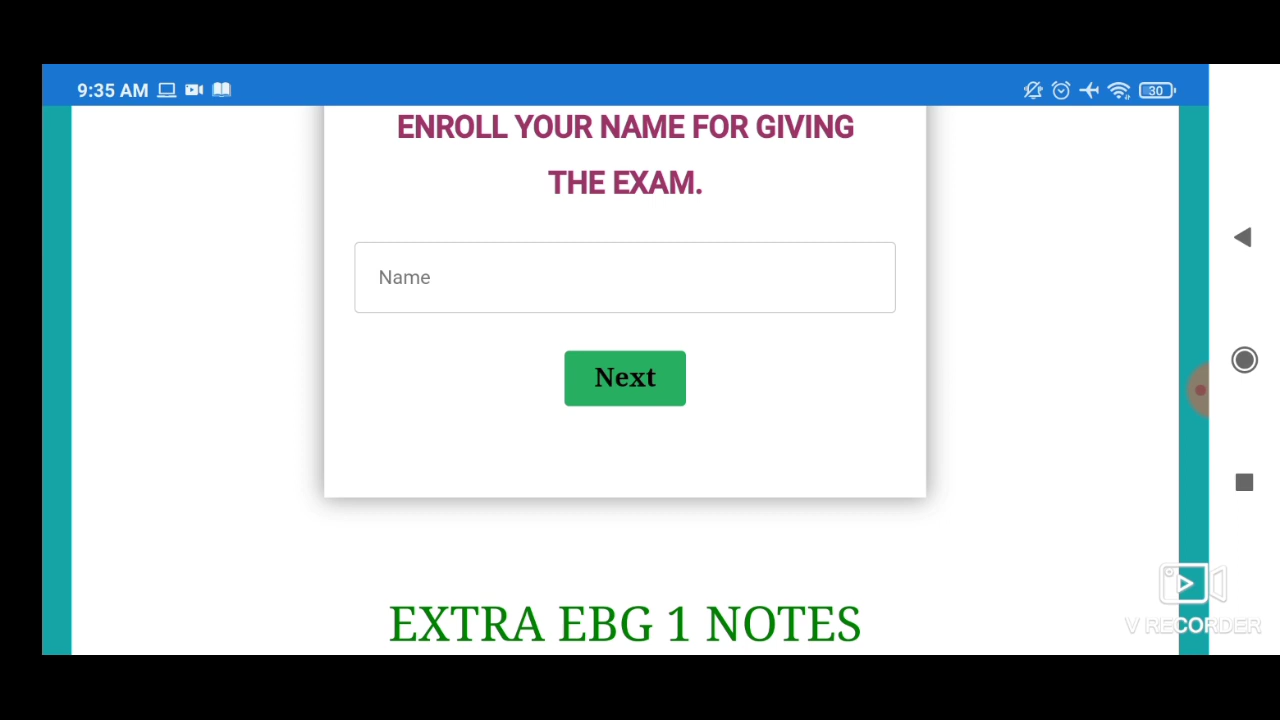 9:35 AM
30
ENROLL YOUR NAME FOR GIVING
THE EXAM.
Name
Next
EXTRA EBG 1 NOTES
V RECORDER